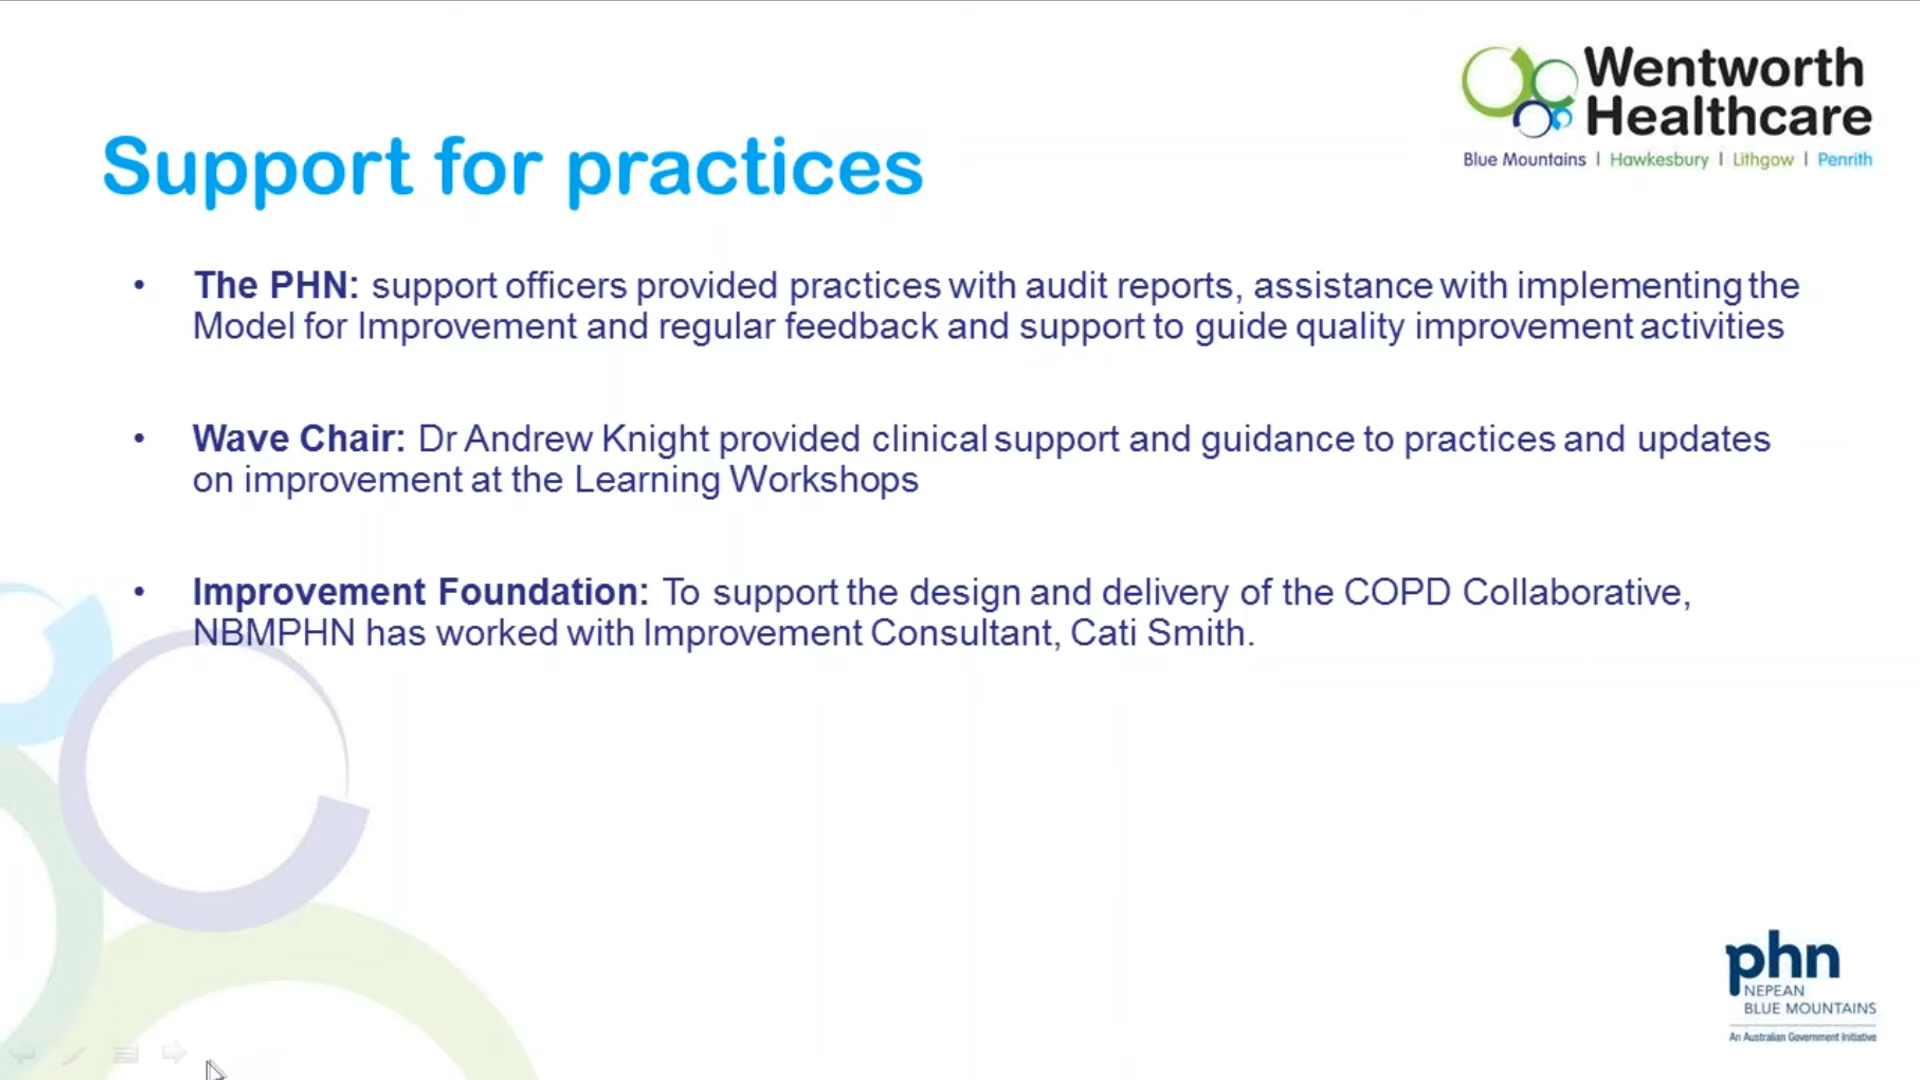 Wentworth
Healthcare
Blue Mountains | Hawkesbury | Lithgow | Penrith
Support for practices
• The PHN: support officers provided practices with audit reports, assistance with implementing the
Model for Improvement and regular feedback and support to guide quality improvement activities
• Wave Chair: Dr Andrew Knight provided clinical support and guidance to practices and updates
on improvement at the Learning Workshops
• Improvement Foundation: To support the design and delivery of the COPD Collaborative,
NBMPHN has worked with Improvement Consultant, Cati Smith.
phn
NEPEAN
BLUE MOUNTAINS
An Australian Government Initiative